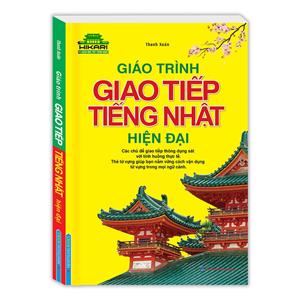 HIKARI
Thanh Xuân
GIÁO TRÌNH
GIAO TIẾP
TIẾNG NHẬT
HIỆN ĐẠI
Các chủ đề giao tiếp thông dụng sát
với tình huống thực tế.
Thẻ từ vựng giúp bạn nắm vững cách vận dụng
từ vựng trong mọi ngữ cảnh.
Thanh Xuân
Giáo trình GIAO TIẾP TIẾNG NHẬT hiện đại